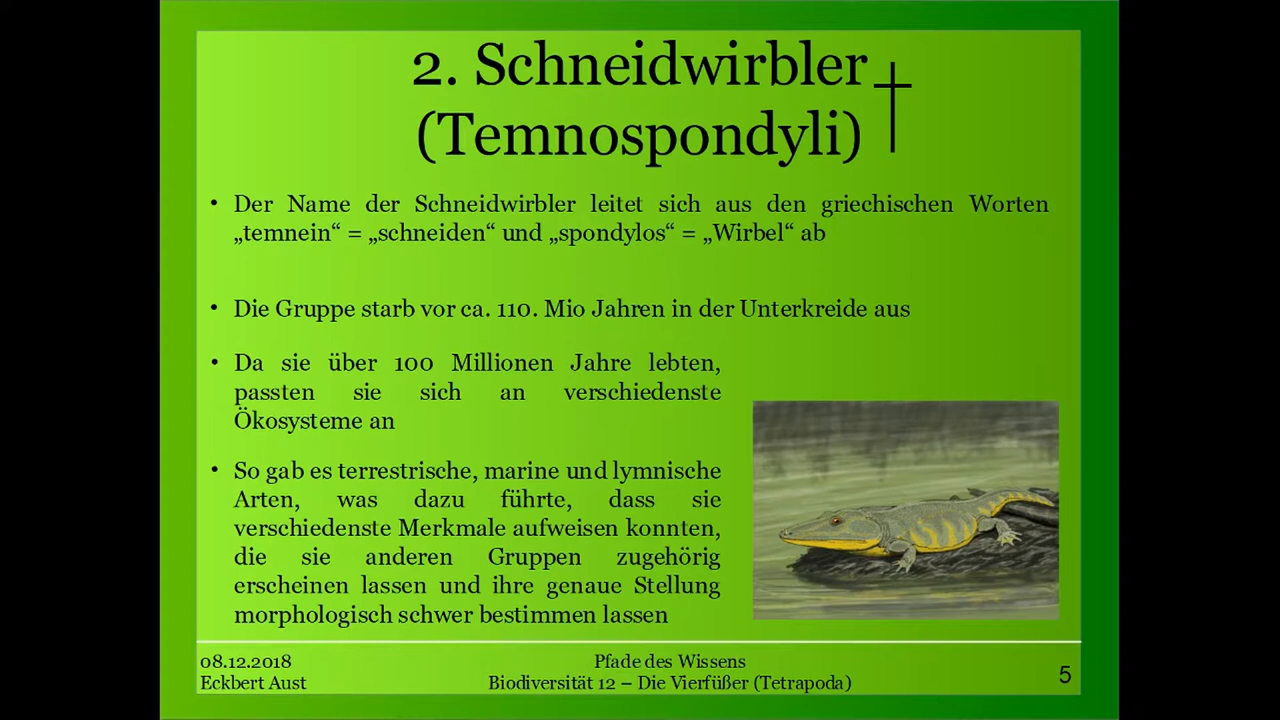 2. Schneidwirbler †
(Temnospondyli)
• Der Name der Schneidwirbler leitet sich aus den griechischen Worten
„temnein“ = „schneiden“ und „spondylos“ = „Wirbel“ ab
• Die Gruppe starb vor ca. 110. Mio Jahren in der Unterkreide aus
• Da sie über 100 Millionen Jahre lebten,
passten sie sich an verschiedenste
Ökosysteme an
• So gab es terrestrische, marine und lymnische
Arten, was dazu führte, dass sie
verschiedenste Merkmale aufweisen konnten,
die sie anderen Gruppen zugehörig
erscheinen lassen und ihre genaue Stellung
morphologisch schwer bestimmen lassen
08.12.2018
Eckbert Aust
Pfade des Wissens
Biodiversität 12 – Die Vierfüßer (Tetrapoda)
5